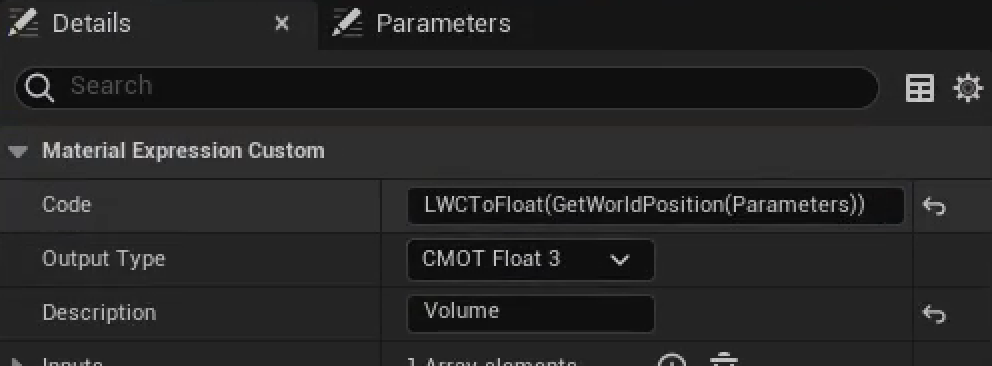 Details Parameters
Search
Material Expression Custom
Code LWCToFloat(GetWorldPosition(Parameters))
Output Type CMOT Float 3
Description Volume
Inputs 1 Array elements